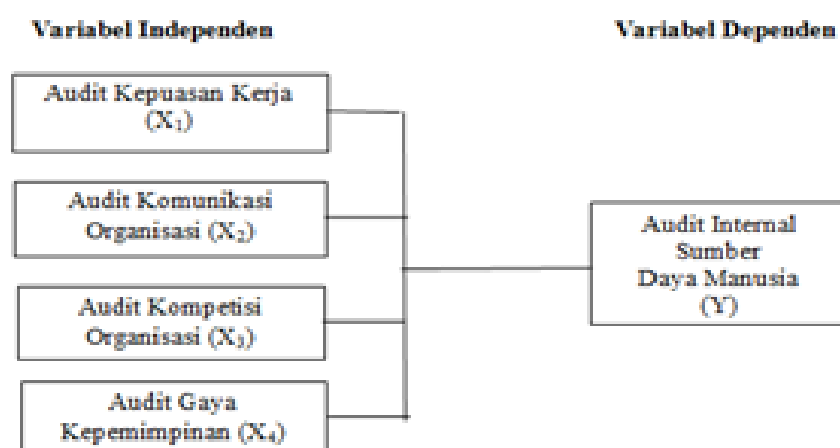 Variabel Independen
Variabel Dependen
Audit Kepuasan Kerja
(X₁)
Audit Komunikasi
Organisasi (X₂)
Audit Kompetisi
Organisasi (X₃)
Audit Gaya
Kepemimpinan (X₄)
Audit Internal
Sumber
Daya Manusia
(Y)